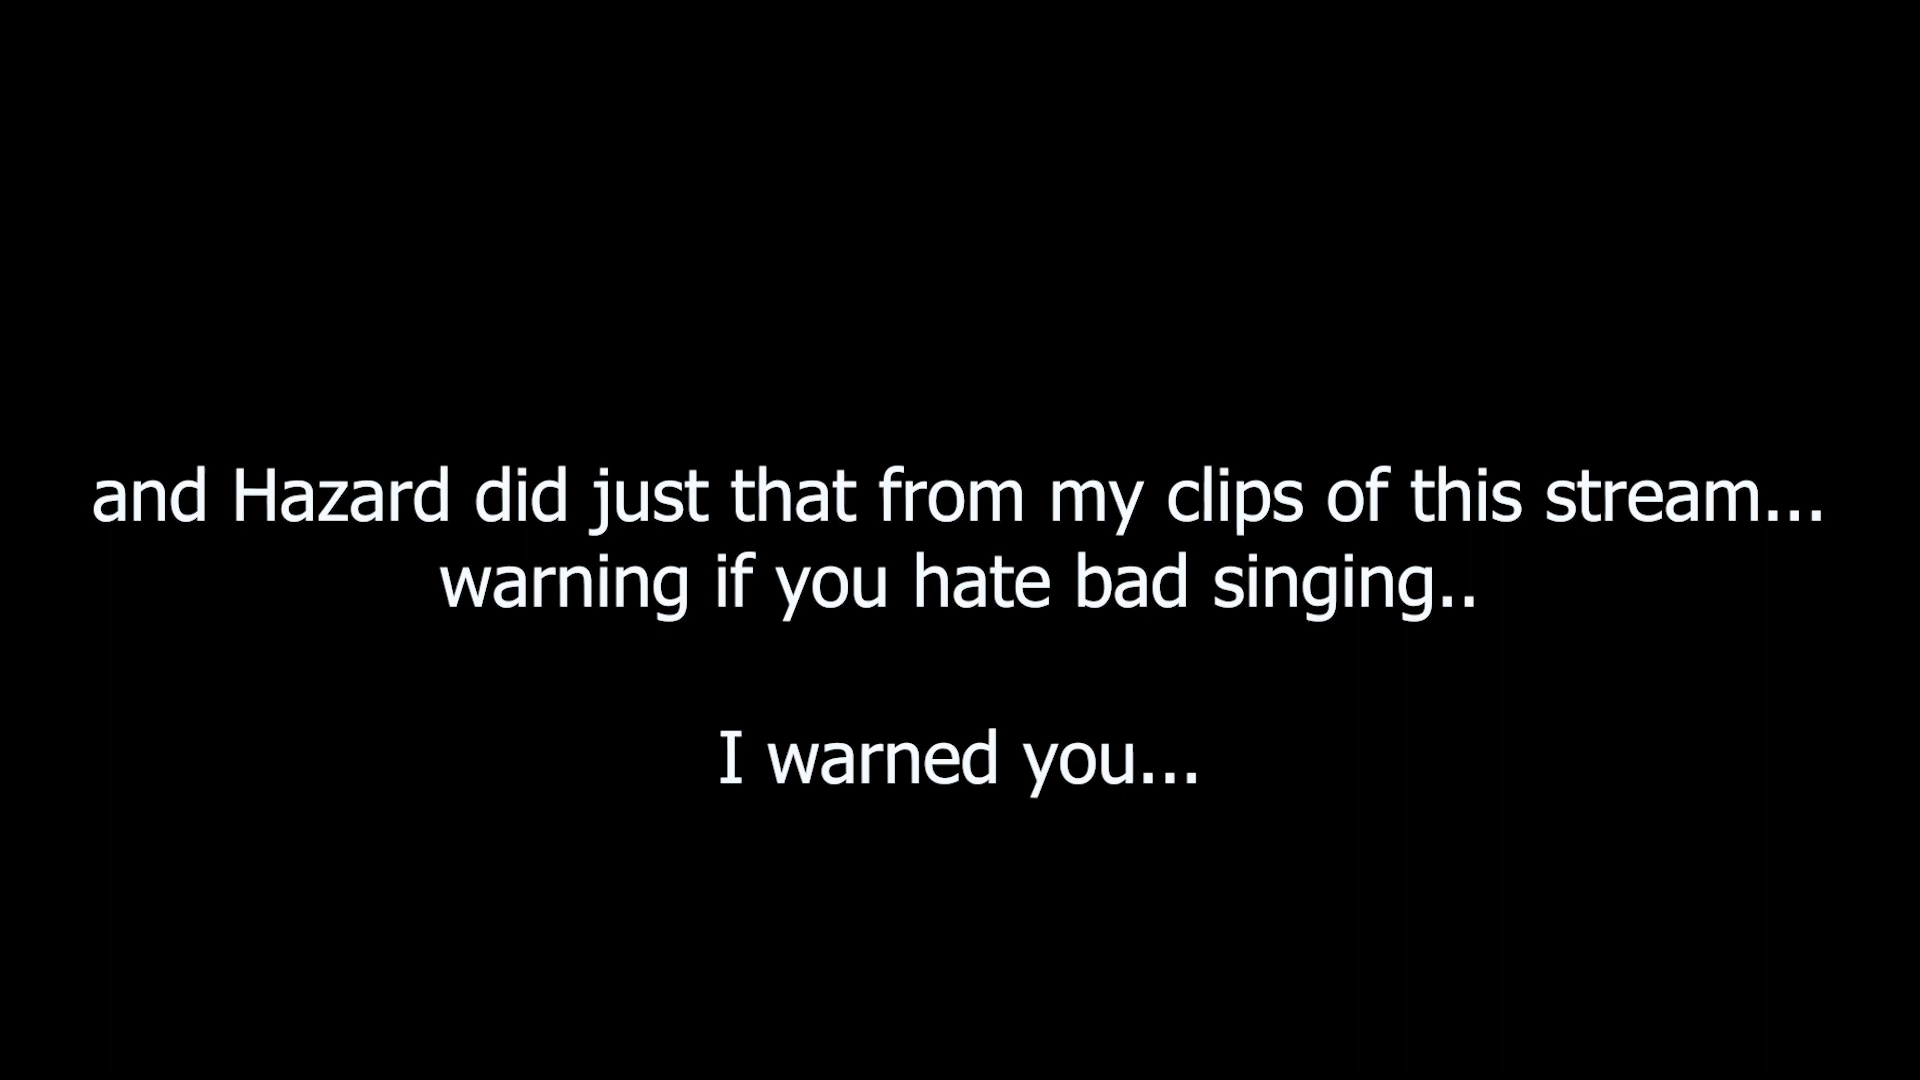 and Hazard did just that from my clips of this stream...
warning if you hate bad singing..
I warned you...